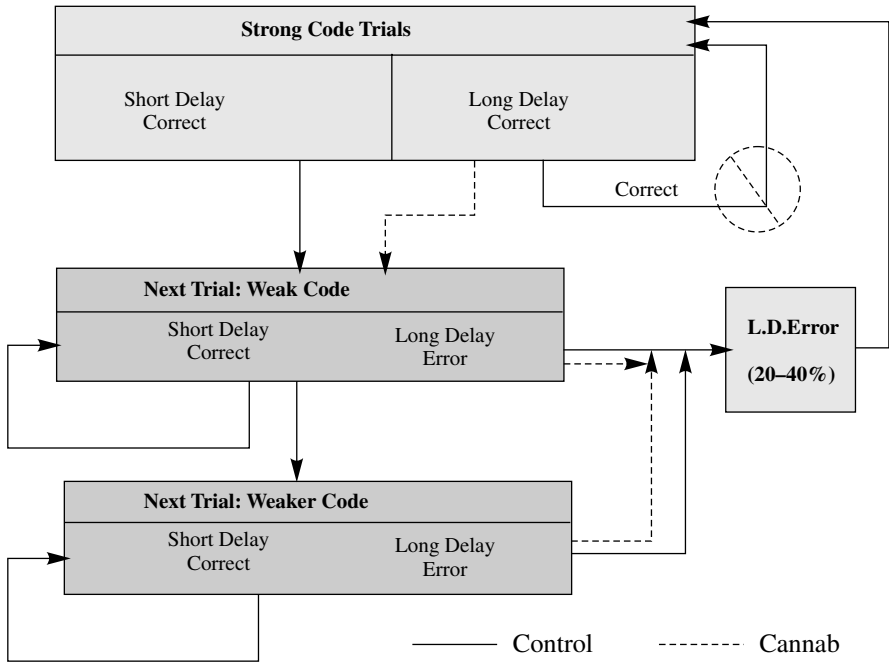 Strong Code Trials
Short Delay
Correct
Long Delay
Correct
Correct
Next Trial: Weak Code
Short Delay
Correct
Long Delay
Error
L.D.Error
(20–40%)
Next Trial: Weaker Code
Short Delay
Correct
Long Delay
Error
Control
Cannab